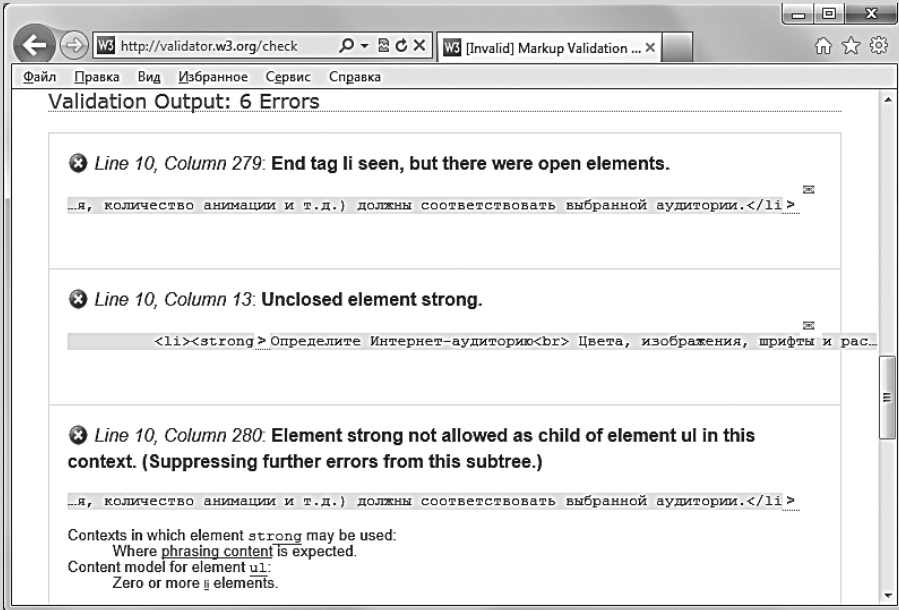 http://validator.w3.org/check
W3 [Invalid] Markup Validation ...
Файл Правка Вид Избранное Сервис Справка
Validation Output: 6 Errors
Line 10, Column 279: End tag li seen, but there were open elements.
…я, количество анимации и т.д.) должны соответствовать выбранной аудитории.</li>
Line 10, Column 13: Unclosed element strong.
<li><strong>Определите Интернет-аудиторию<br> Цвета, изображения, шрифты и рас…
Line 10, Column 280: Element strong not allowed as child of element ul in this
context. (Suppressing further errors from this subtree.)
…я, количество анимации и т.д.) должны соответствовать выбранной аудитории.</li>
Contexts in which element strong may be used:
Where phrasing content is expected.
Content model for element ul:
Zero or more li elements.